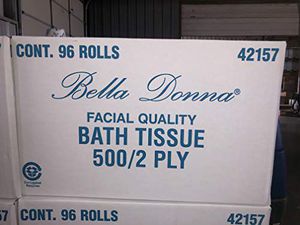 CONT. 96 ROLLS 42157
Bella Donna®
FACIAL QUALITY
BATH TISSUE
500/2 PLY
CONT. 96 ROLLS 42157